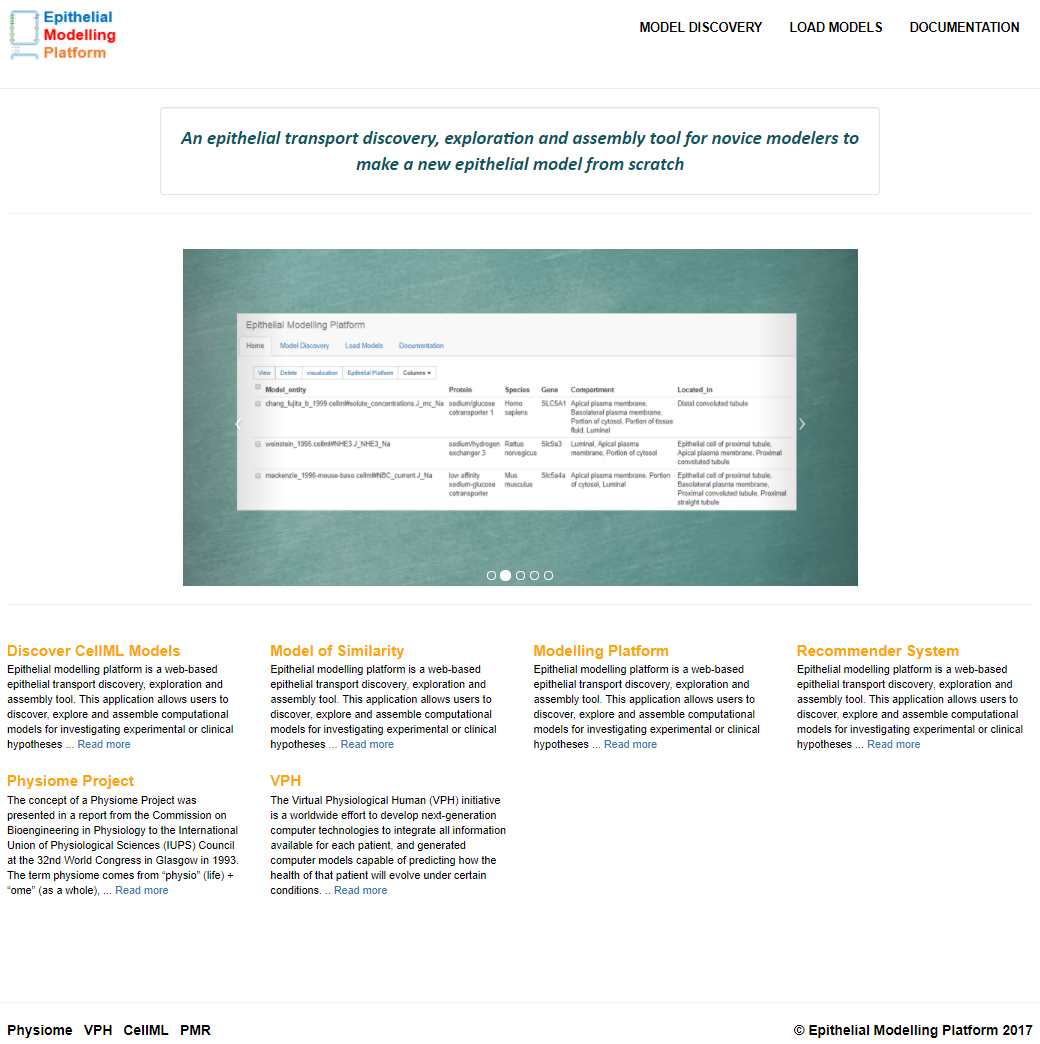 Epithelial
Modelling
Platform
MODEL DISCOVERY LOAD MODELS DOCUMENTATION
An epithelial transport discovery, exploration and assembly tool for novice modelers to
make a new epithelial model from scratch
Epithelial Modelling Platform
Home Model Discovery Load Models Documentation
View Delete visualization Epithelial Platform Columns
Model_entity Protein Species Gene Compartment Located_in
chang_fujita_b_1999.cellml#solute_concentrations.J_mc_Na sodium/glucose Homo SLC5A1 Apical plasma membrane, Distal convoluted tubule
cotransporter 1 sapiens Basolateral plasma membrane,
Portion of cytosol, Portion of tissue
fluid, Luminal
weinstein_1995.cellml#NHE3.J_NHE3_Na sodium/hydrogen Rattus Slc9a3 Luminal, Apical plasma Epithelial cell of proximal tubule,
exchanger 3 norvegicus membrane, Portion of cytosol Apical plasma membrane, Proximal
convoluted tubule
mackenzie_1996-mouse-baso.cellml#NBC_current.J_Na low affinity Mus Slc5a4a Apical plasma membrane, Portion Epithelial cell of proximal tubule,
sodium-glucose musculus of cytosol, Luminal Basolateral plasma membrane,
cotransporter Proximal convoluted tubule, Proximal
straight tubule
Discover CellML Models
Epithelial modelling platform is a web-based
epithelial transport discovery, exploration and
assembly tool. This application allows users to
discover, explore and assemble computational
models for investigating experimental or clinical
hypotheses ... Read more
Model of Similarity
Epithelial modelling platform is a web-based
epithelial transport discovery, exploration and
assembly tool. This application allows users to
discover, explore and assemble computational
models for investigating experimental or clinical
hypotheses ... Read more
Modelling Platform
Epithelial modelling platform is a web-based
epithelial transport discovery, exploration and
assembly tool. This application allows users to
discover, explore and assemble computational
models for investigating experimental or clinical
hypotheses ... Read more
Recommender System
Epithelial modelling platform is a web-based
epithelial transport discovery, exploration and
assembly tool. This application allows users to
discover, explore and assemble computational
models for investigating experimental or clinical
hypotheses ... Read more
Physiome Project
The concept of a Physiome Project was
presented in a report from the Commission on
Bioengineering in Physiology to the International
Union of Physiological Sciences (IUPS) Council
at the 32nd World Congress in Glasgow in 1993.
The term physiome comes from “physio” (life) +
“ome” (as a whole), ... Read more
VPH
The Virtual Physiological Human (VPH) initiative
is a worldwide effort to develop next-generation
computer technologies to integrate all information
available for each patient, and generated
computer models capable of predicting how the
health of that patient will evolve under certain
conditions. .. Read more
Physiome VPH CellML PMR
© Epithelial Modelling Platform 2017